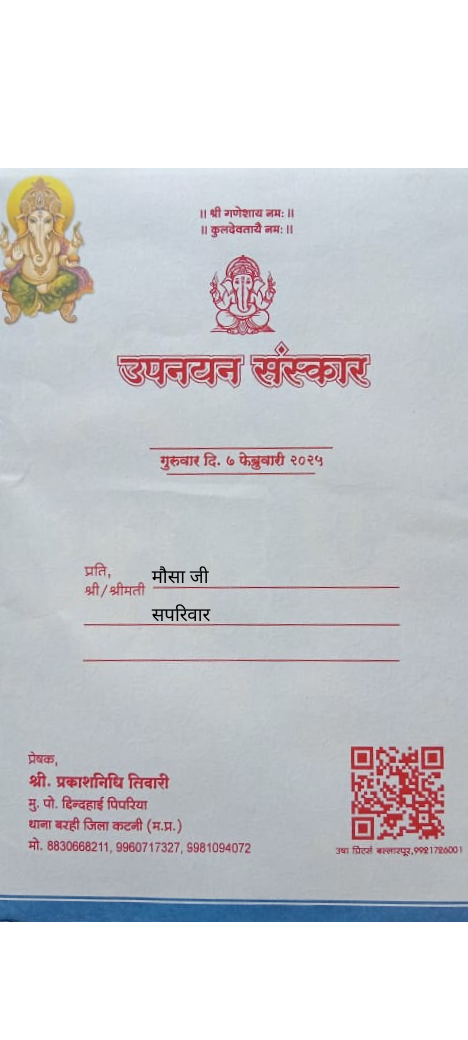 || श्री गणेशाय नम: ||
|| कुलदेवतायै नम: ||
उपनयन संस्कार
गुरुवार दि. ७ फेब्रुवारी २०२५
प्रति,
श्री/श्रीमती मौसा जी
सपरिवार
प्रेषक,
श्री. प्रकाशनिधि तिवारी
मु. पो. हिन्दहाई पिपरिया
थाना बरही जिला कटनी (म.प्र.)
मो. 8830668211, 9960717327, 9981094072
उषा प्रिंटर्स बल्लारपूर,9921726001